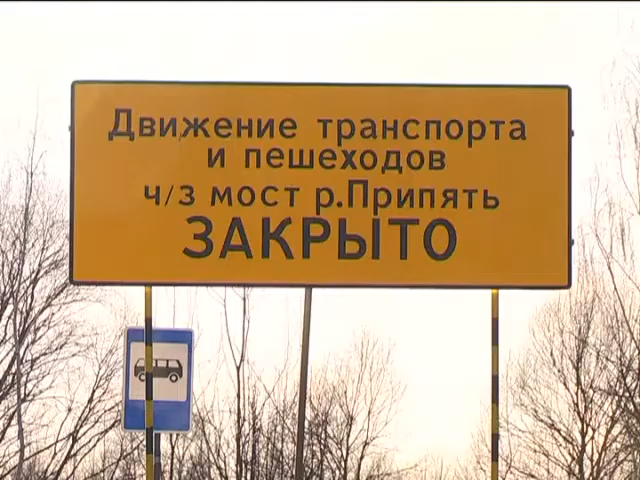 Движение транспорта
и пешеходов
ч/з мост р.Припять
ЗАКРЫТО